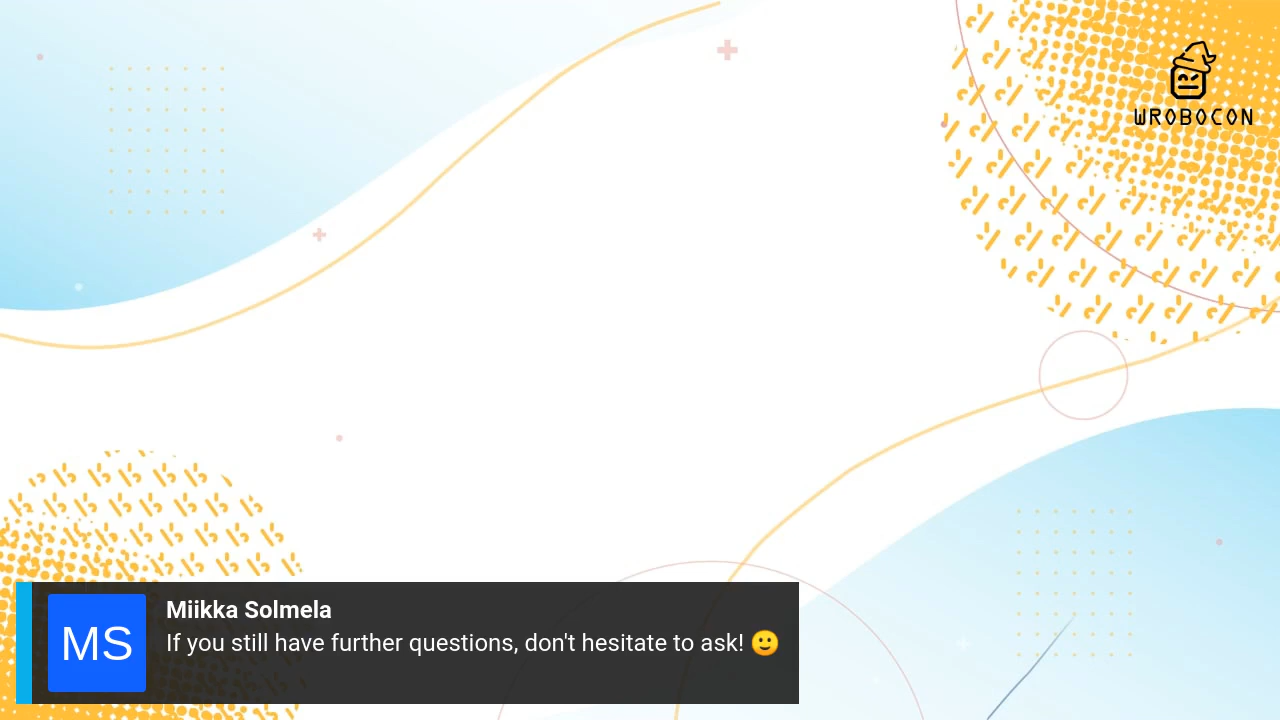 WROBOCON
MS
Miikka Solmela
If you still have further questions, don't hesitate to ask! 🙂